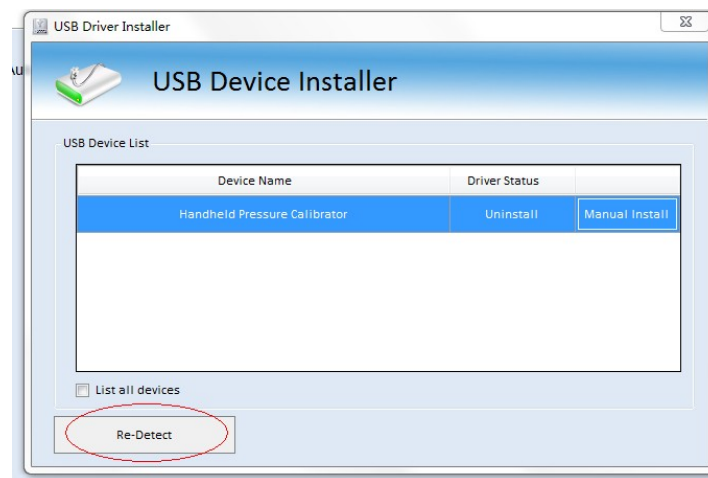 USB Driver Installer
Au
USB Device Installer
USB Device List
Device Name Driver Status
Handheld Pressure Calibrator Uninstall Manual Install
List all devices
Re-Detect